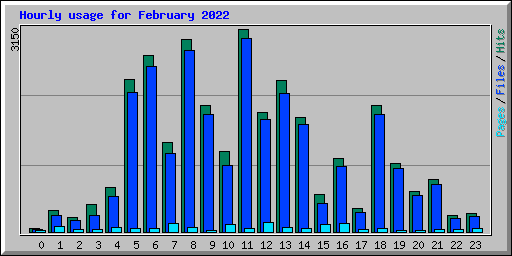 Hourly usage for February 2022
3150
Pages/Files/Hits
0 1 2 3 4 5 6 7 8 9 10 11 12 13 14 15 16 17 18 19 20 21 22 23